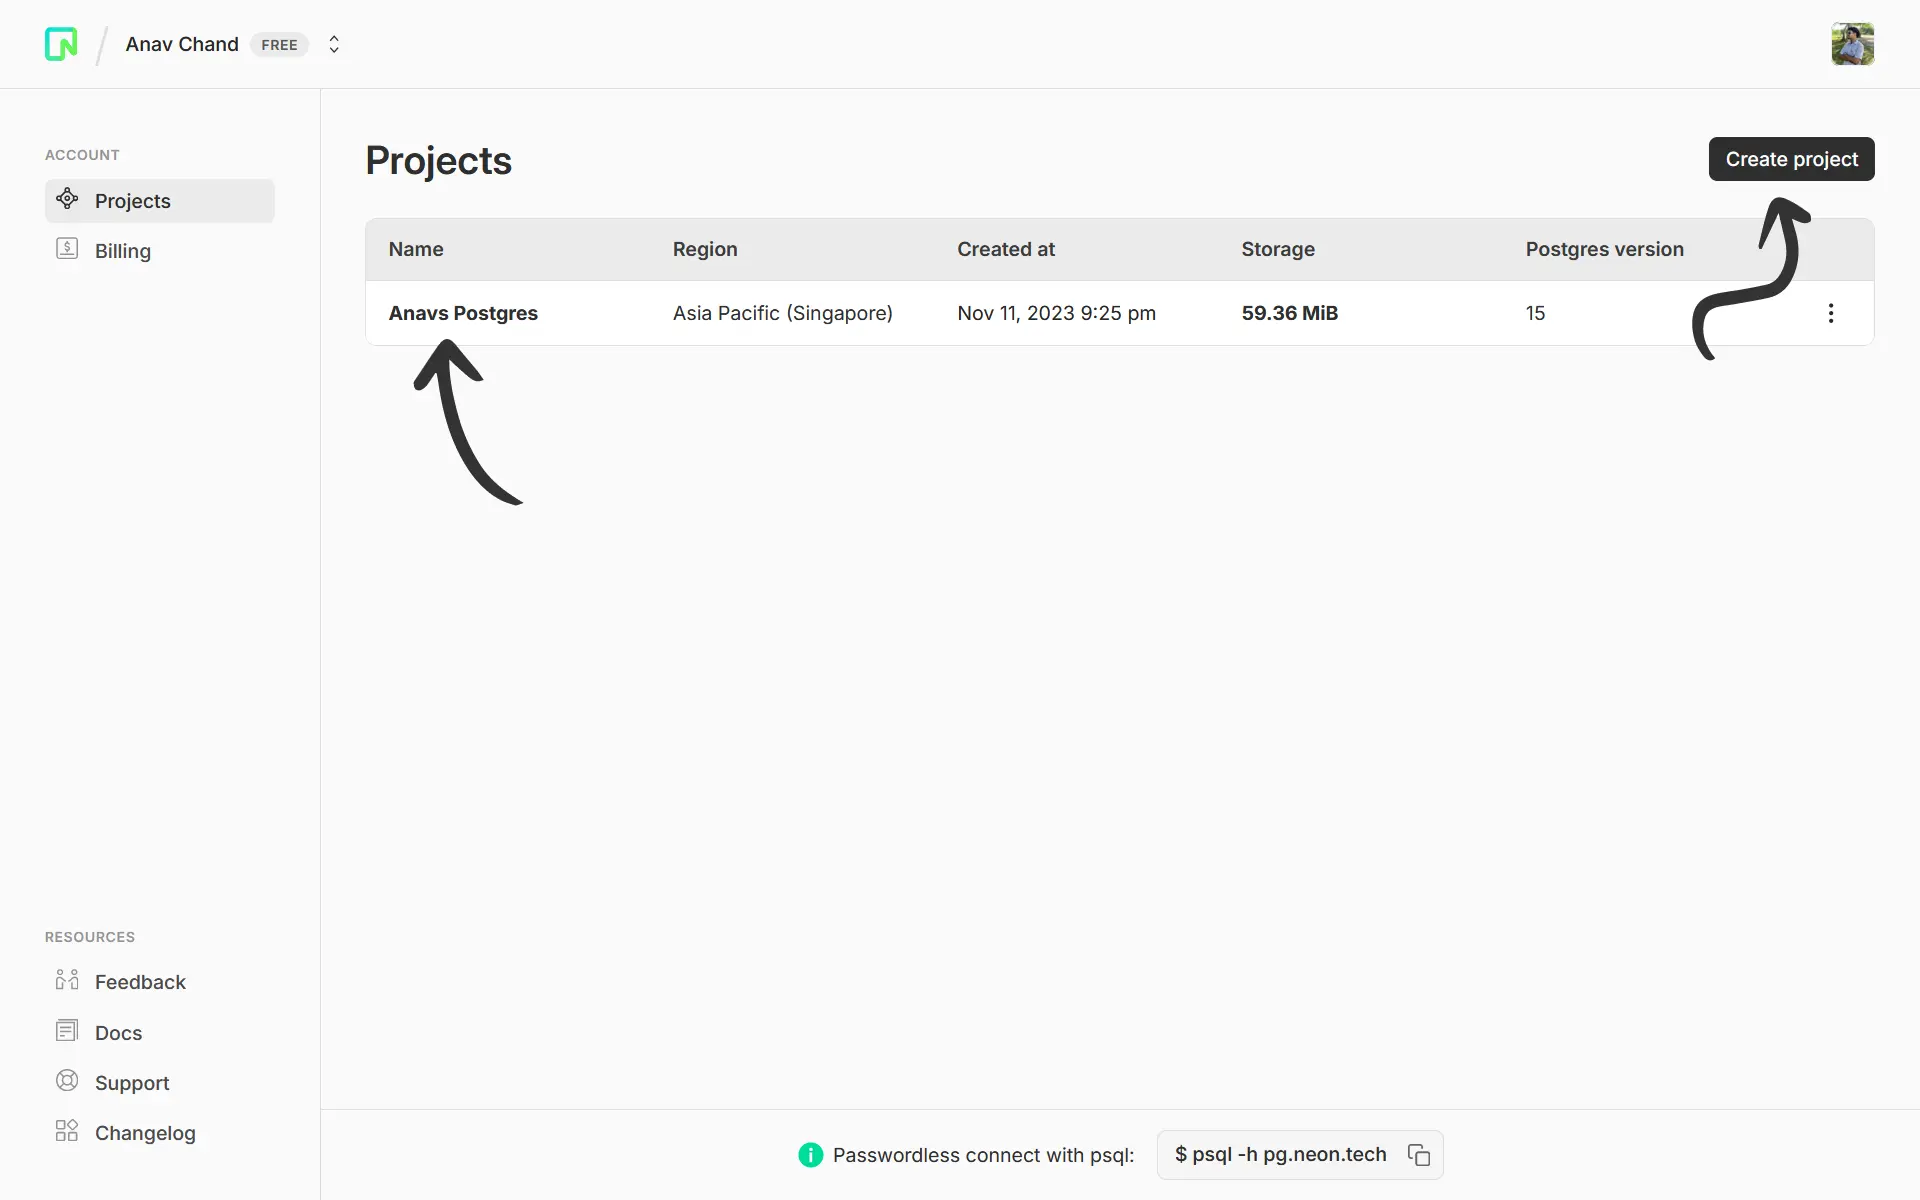 Anav Chand FREE
ACCOUNT
Projects
Billing
Projects
Create project
Name Region Created at Storage Postgres version
Anavs Postgres Asia Pacific (Singapore) Nov 11, 2023 9:25 pm 59.36 MiB 15
RESOURCES
Feedback
Docs
Support
Changelog
Passwordless connect with psql: $ psql -h pg.neon.tech